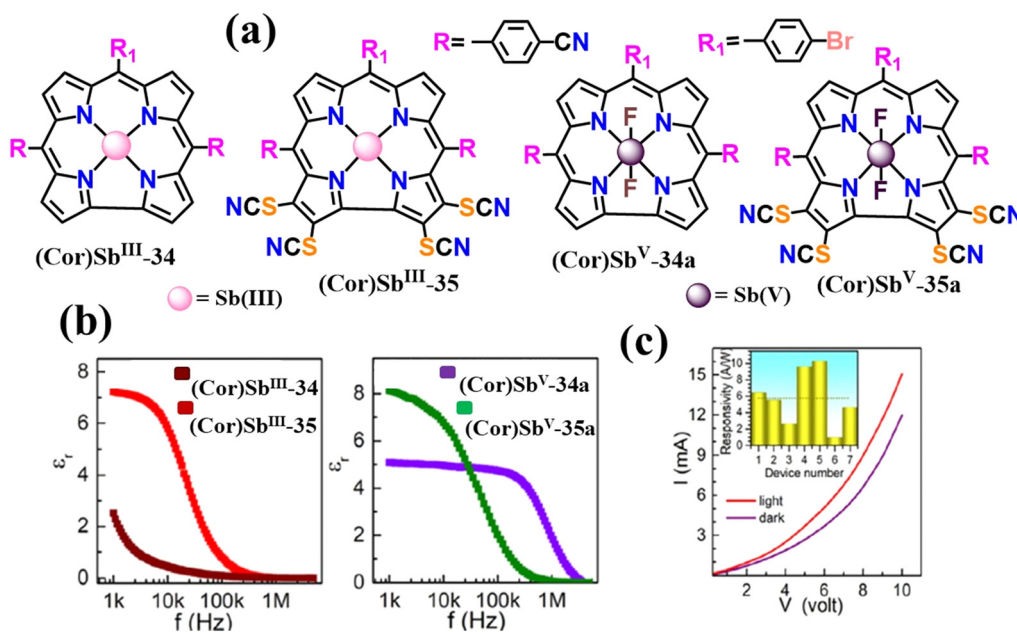 (a)
R= CN
R₁= Br
R₁
R
R
N N
N N
(Cor)Sbᴵᴵᴵ-34
R₁
R
R
N N
N N
NCS SCN
SCN SCN
(Cor)Sbᴵᴵᴵ-35
R₁
F
N N
R
R
N N
F
(Cor)Sbⱽ-34a
R₁
F
N N
R
R
N N
F
NCS SCN
SCN SCN
(Cor)Sbⱽ-35a
= Sb(III)
= Sb(V)
(b)
8
6
4
2
0
εr
(Cor)Sbᴵᴵᴵ-34
(Cor)Sbᴵᴵᴵ-35
1k 10k 100k 1M
f (Hz)
8
6
4
2
0
εr
(Cor)Sbⱽ-34a
(Cor)Sbⱽ-35a
1k 10k 100k 1M
f (Hz)
(c)
15
12
9
6
3
I (mA)
Responsivity (A/W)
10
8
6
4
2
0
1 2 3 4 5 6 7
Device number
light
dark
2 4 6 8 10
V (volt)